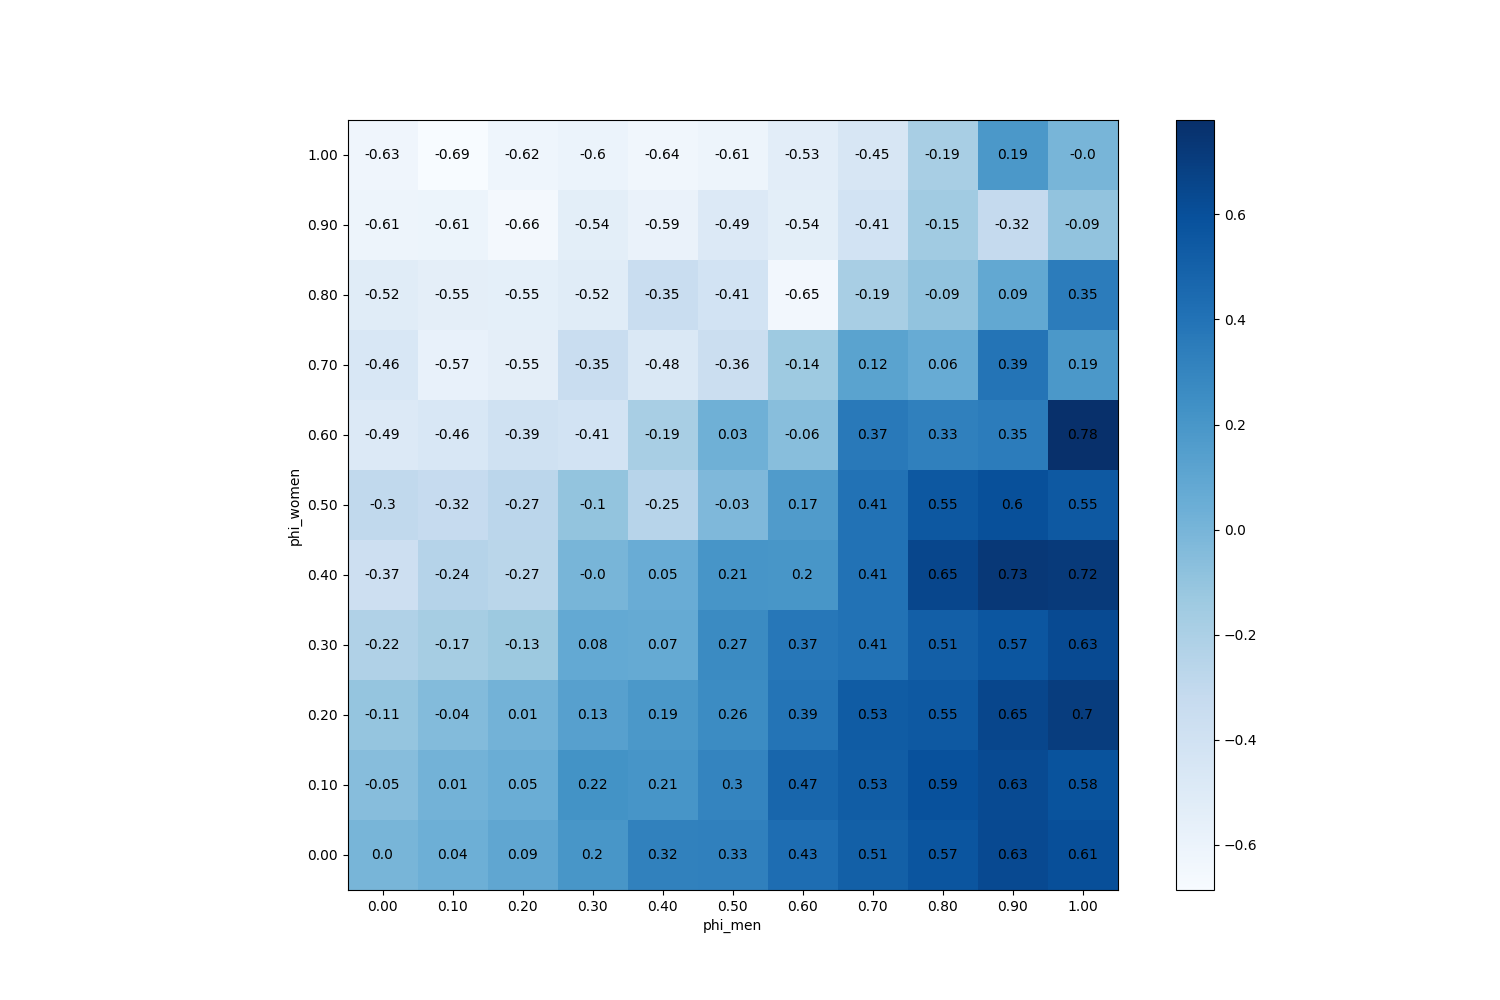 1.00 -0.63 -0.69 -0.62 -0.6 -0.64 -0.61 -0.53 -0.45 -0.19 0.19 -0.0
0.90 -0.61 -0.61 -0.66 -0.54 -0.59 -0.49 -0.54 -0.41 -0.15 -0.32 -0.09
0.80 -0.52 -0.55 -0.55 -0.52 -0.35 -0.41 -0.65 -0.19 -0.09 0.09 0.35
0.70 -0.46 -0.57 -0.55 -0.35 -0.48 -0.36 -0.14 0.12 0.06 0.39 0.19
0.60 -0.49 -0.46 -0.39 -0.41 -0.19 0.03 -0.06 0.37 0.33 0.35 0.78
0.50 -0.3 -0.32 -0.27 -0.1 -0.25 -0.03 0.17 0.41 0.55 0.6 0.55
0.40 -0.37 -0.24 -0.27 -0.0 0.05 0.21 0.2 0.41 0.65 0.73 0.72
0.30 -0.22 -0.17 -0.13 0.08 0.07 0.27 0.37 0.41 0.51 0.57 0.63
0.20 -0.11 -0.04 0.01 0.13 0.19 0.26 0.39 0.53 0.55 0.65 0.7
0.10 -0.05 0.01 0.05 0.22 0.21 0.3 0.47 0.53 0.59 0.63 0.58
0.00 0.0 0.04 0.09 0.2 0.32 0.33 0.43 0.51 0.57 0.63 0.61
0.00 0.10 0.20 0.30 0.40 0.50 0.60 0.70 0.80 0.90 1.00
phi_men
phi_women
0.6
0.4
0.2
0.0
−0.2
−0.4
−0.6